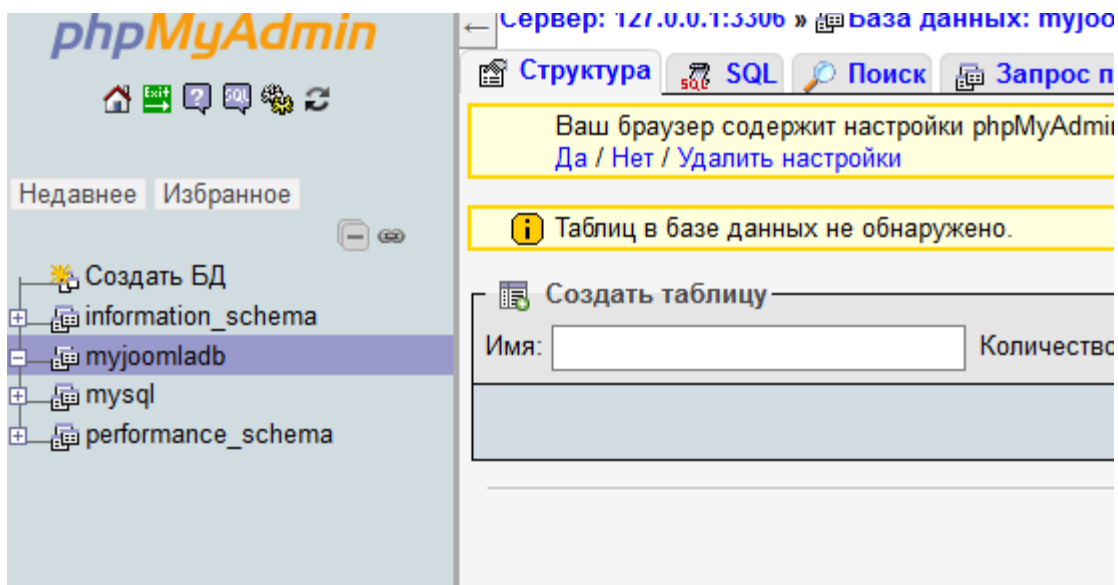 phpMyAdmin
Недавнее Избранное
Создать БД
information_schema
myjoomladb
mysql
performance_schema
Сервер: 127.0.0.1:3306 » База данных: myjoo
Структура SQL Поиск Запрос п
Ваш браузер содержит настройки phpMyAdmin
Да / Нет / Удалить настройки
Таблиц в базе данных не обнаружено.
Создать таблицу
Имя: Количество